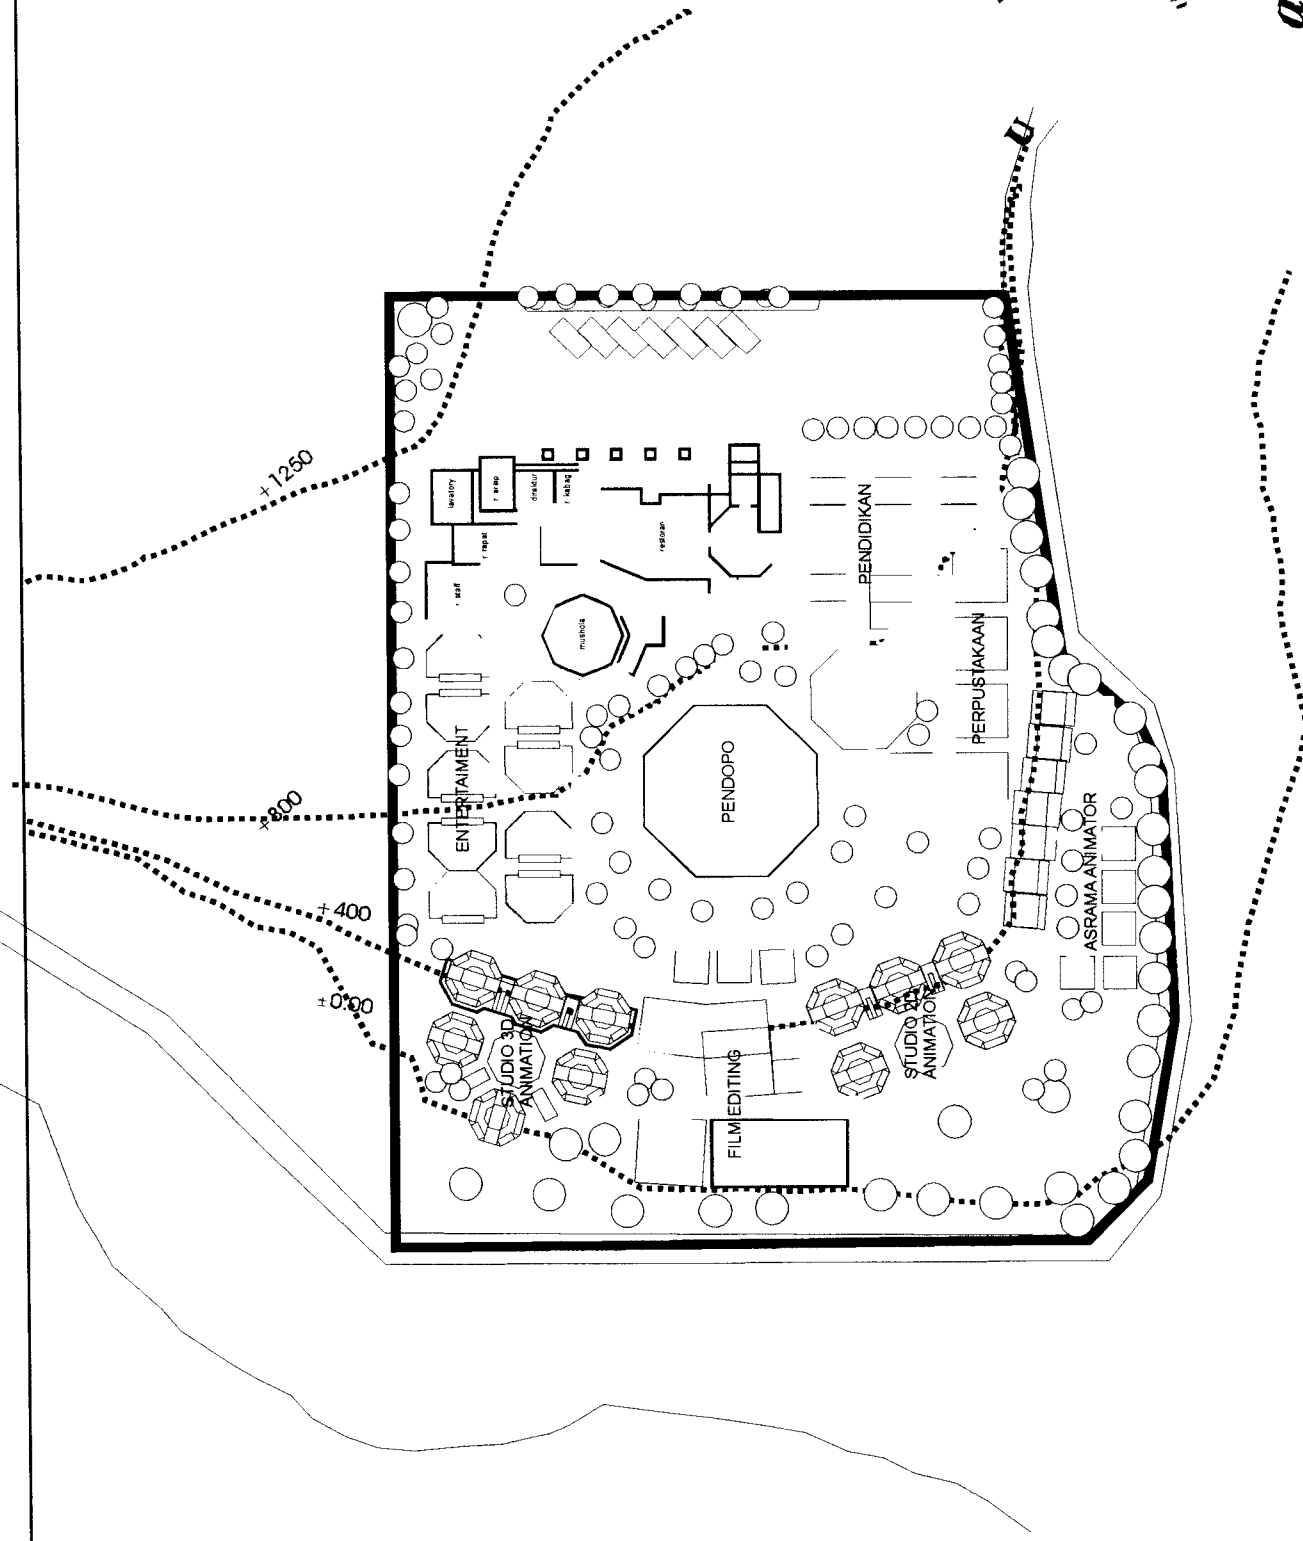 U
+1250
lavatory
r. arsip
direktur
r. kabag
r. rapat
restoran
r. staff
mushola
PENDIDIKAN
PERPUSTAKAAN
ENTERTAIMENT
PENDOPO
+800
+400
±0.00
ASRAMA ANIMATOR
STUDIO 3D
ANIMATION
STUDIO 2D
ANIMATION
FILM EDITING